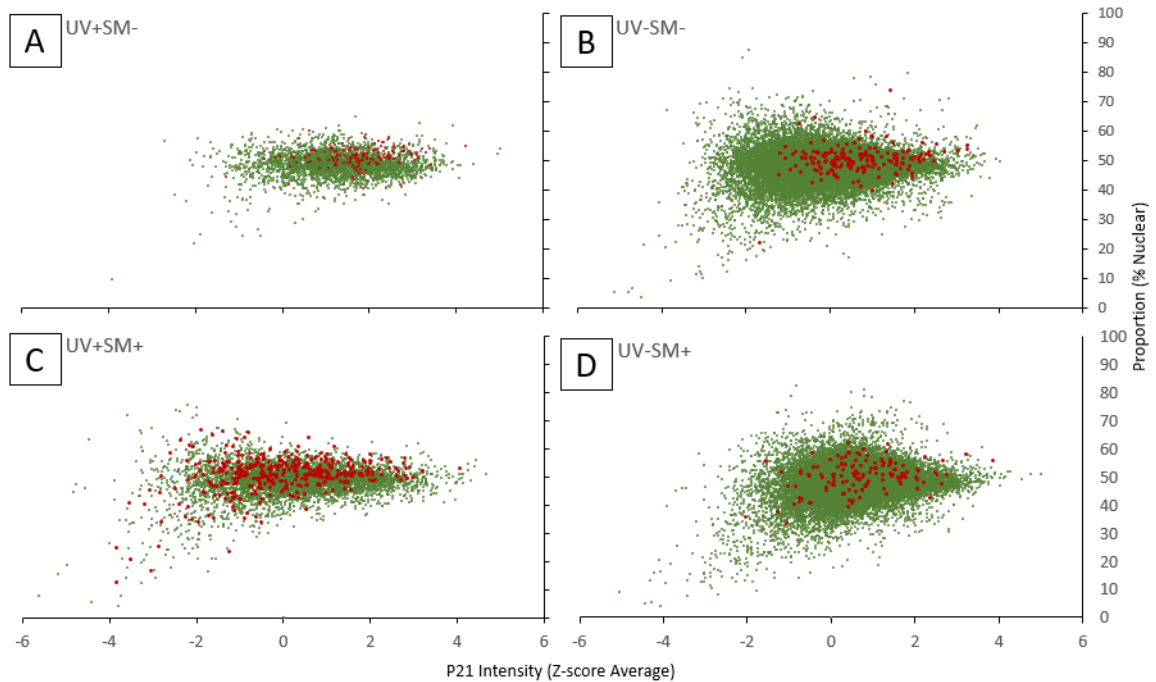 A UV+SM-
B UV-SM-
100
90
80
70
60
50
40
30
20
10
0
C UV+SM+
D UV-SM+
100
90
80
70
60
50
40
30
20
10
0
Proportion (% Nuclear)
-6 -4 -2 0 2 4 6
-6 -4 -2 0 2 4 6
P21 Intensity (Z-score Average)